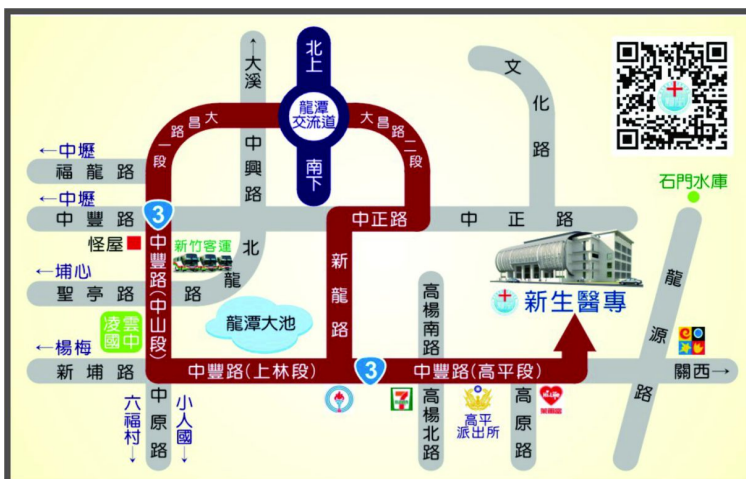 北上
龍潭
交流道
南下
←大溪
中興路
北龍路
大昌路一段
大昌路二段
文化路
←中壢
福龍路
←中壢
中豐路
3
中正路
中正路
石門水庫
怪屋
新竹客運
中豐路(中山段)
←埔心
聖亭路
凌雲
國中
龍潭大池
新龍路
高楊南路
新生醫專
龍源路
←楊梅
新埔路
中豐路(上林段)
3
中豐路(高平段)
關西→
六福村→
中原路
小人國→
7
高楊北路
高平
派出所
高原路
萊爾富